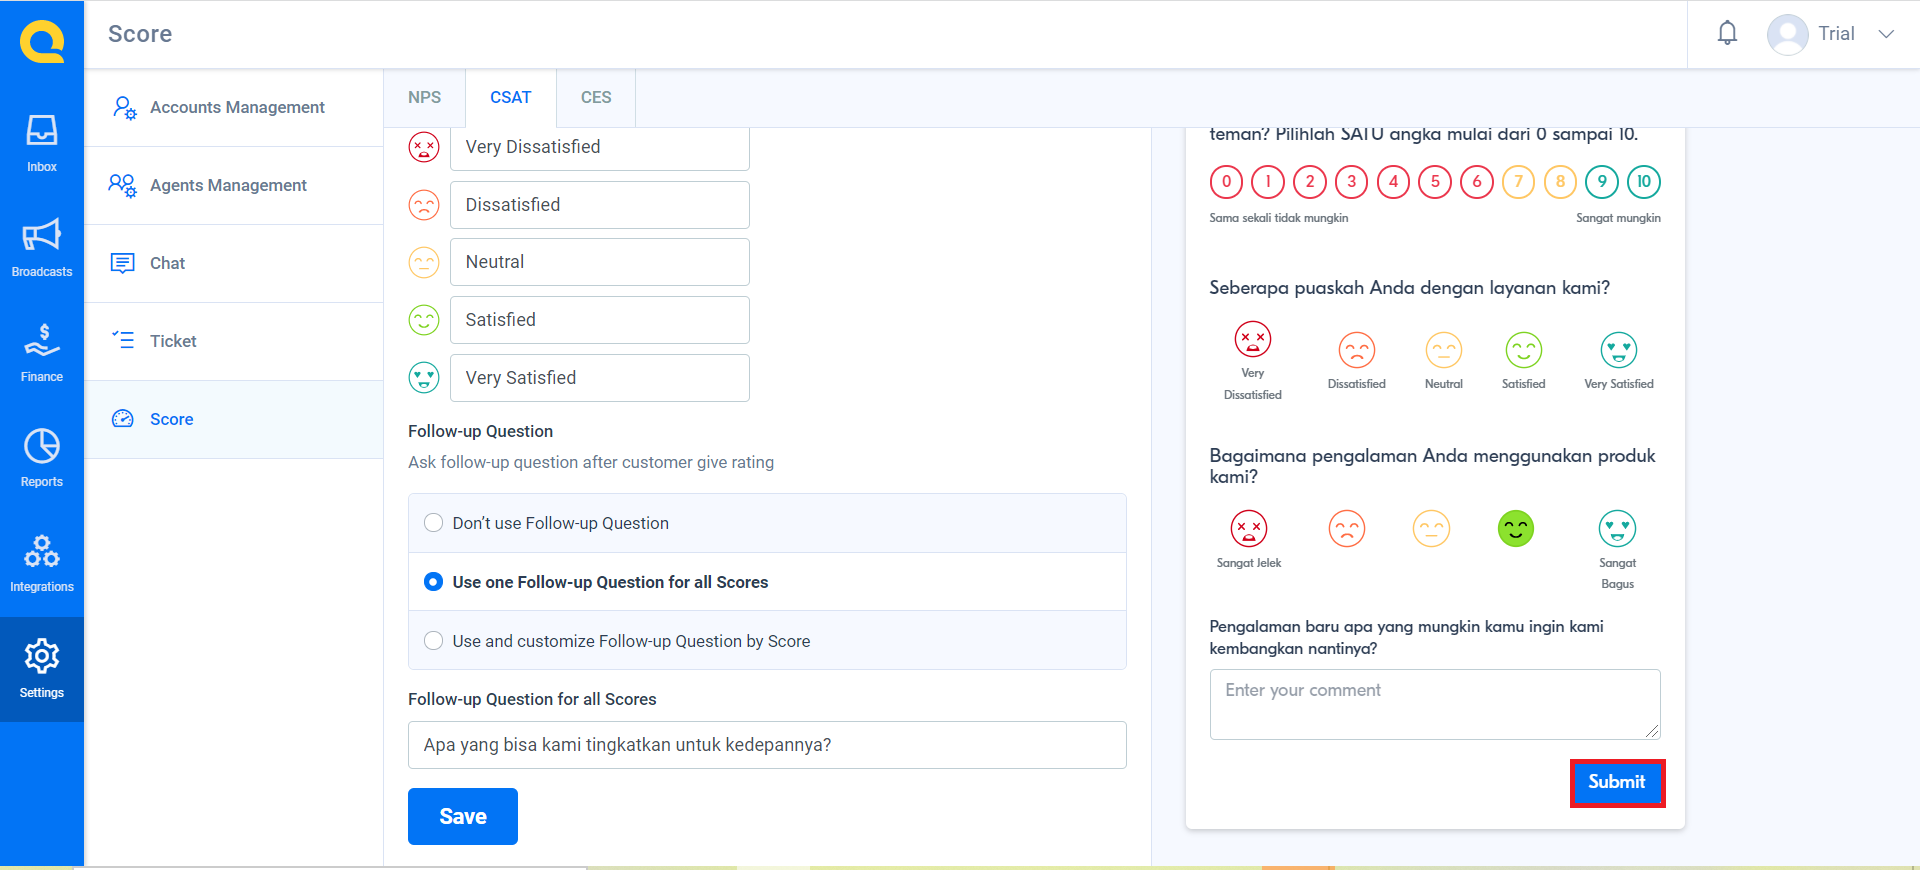 Score
Trial
Inbox
Broadcasts
Finance
Reports
Integrations
Settings
Accounts Management
Agents Management
Chat
Ticket
Score
NPS
CSAT
CES
Very Dissatisfied
Dissatisfied
Neutral
Satisfied
Very Satisfied
Follow-up Question
Ask follow-up question after customer give rating
Don’t use Follow-up Question
Use one Follow-up Question for all Scores
Use and customize Follow-up Question by Score
Follow-up Question for all Scores
Apa yang bisa kami tingkatkan untuk kedepannya?
Save
teman? Pilihlah SATU angka mulai dari 0 sampai 10.
0 1 2 3 4 5 6 7 8 9 10
Sama sekali tidak mungkin Sangat mungkin
Seberapa puaskah Anda dengan layanan kami?
Very
Dissatisfied
Dissatisfied
Neutral
Satisfied
Very Satisfied
Bagaimana pengalaman Anda menggunakan produk
kami?
Sangat Jelek
Sangat
Bagus
Pengalaman baru apa yang mungkin kamu ingin kami
kembangkan nantinya?
Enter your comment
Submit